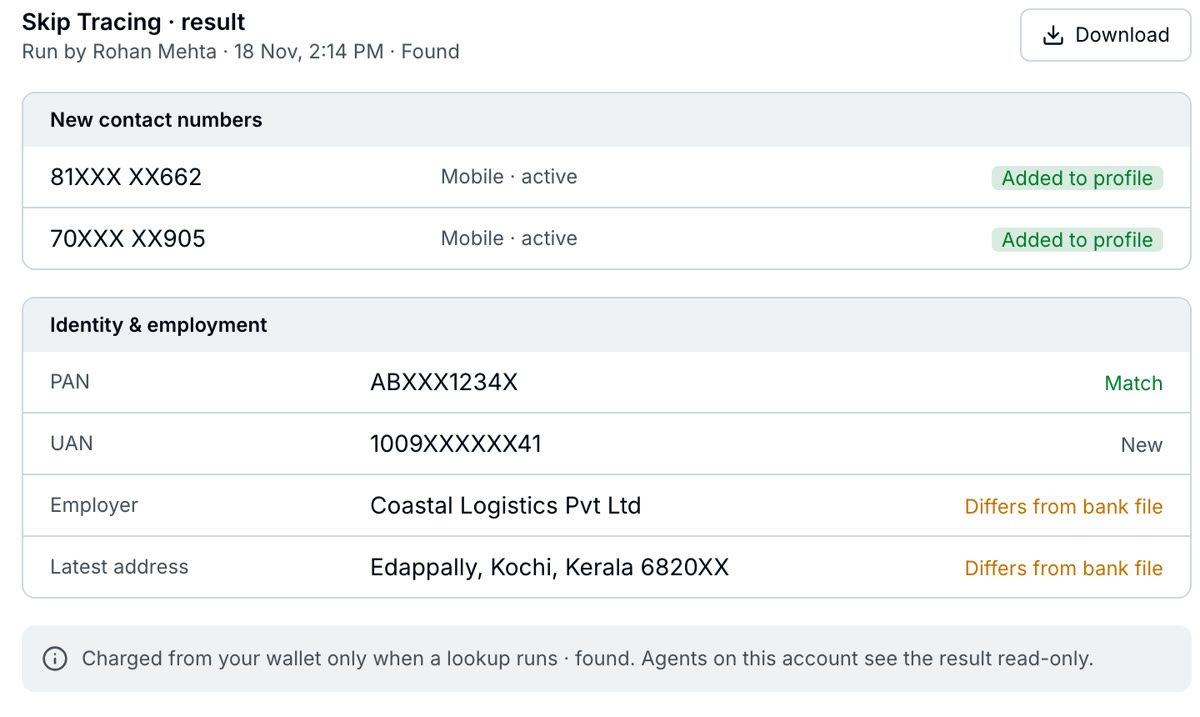 Skip Tracing · result
Download
Run by Rohan Mehta · 18 Nov, 2:14 PM · Found
New contact numbers
81XXX XX662 Mobile · active Added to profile
70XXX XX905 Mobile · active Added to profile
Identity & employment
PAN ABXXX1234X Match
UAN 1009XXXXXX41 New
Employer Coastal Logistics Pvt Ltd Differs from bank file
Latest address Edappally, Kochi, Kerala 6820XX Differs from bank file
Charged from your wallet only when a lookup runs · found. Agents on this account see the result read-only.